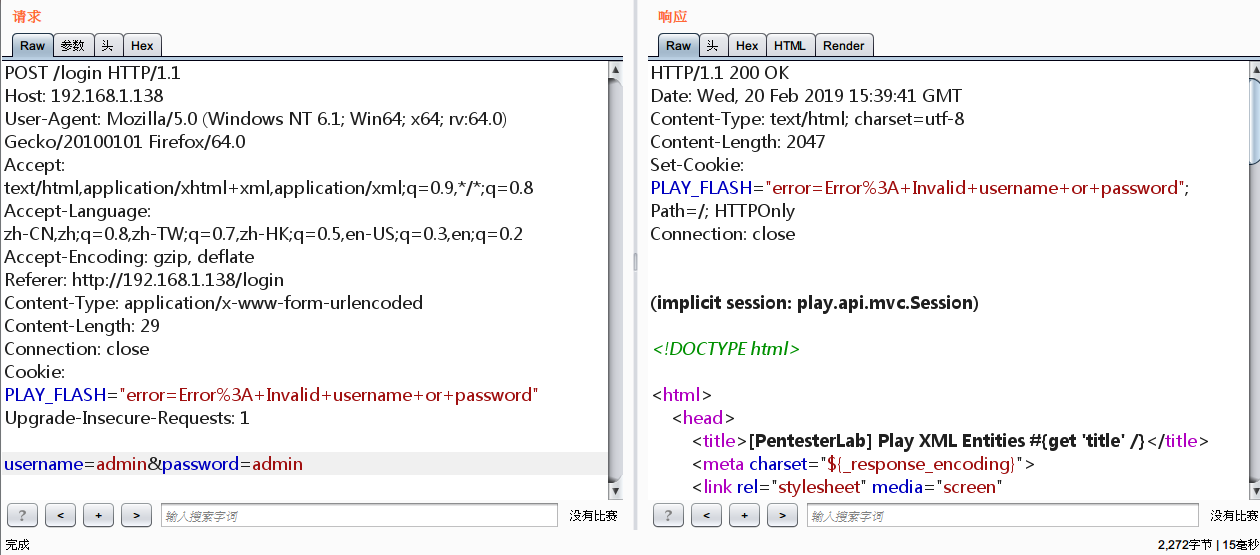 请求
Raw 参数 头 Hex
POST /login HTTP/1.1
Host: 192.168.1.138
User-Agent: Mozilla/5.0 (Windows NT 6.1; Win64; x64; rv:64.0)
Gecko/20100101 Firefox/64.0
Accept:
text/html,application/xhtml+xml,application/xml;q=0.9,*/*;q=0.8
Accept-Language:
zh-CN,zh;q=0.8,zh-TW;q=0.7,zh-HK;q=0.5,en-US;q=0.3,en;q=0.2
Accept-Encoding: gzip, deflate
Referer: http://192.168.1.138/login
Content-Type: application/x-www-form-urlencoded
Content-Length: 29
Connection: close
Cookie:
PLAY_FLASH="error=Error%3A+Invalid+username+or+password"
Upgrade-Insecure-Requests: 1
username=admin&password=admin
? < + > 输入搜索字词 没有比赛
完成
响应
Raw 头 Hex HTML Render
HTTP/1.1 200 OK
Date: Wed, 20 Feb 2019 15:39:41 GMT
Content-Type: text/html; charset=utf-8
Content-Length: 2047
Set-Cookie:
PLAY_FLASH="error=Error%3A+Invalid+username+or+password";
Path=/; HTTPOnly
Connection: close
(implicit session: play.api.mvc.Session)
<!DOCTYPE html>
<html>
<head>
<title>[PentesterLab] Play XML Entities #{get 'title' /}</title>
<meta charset="${_response_encoding}">
<link rel="stylesheet" media="screen"
? < + > 输入搜索字词 没有比赛
2,272字节 | 15毫秒